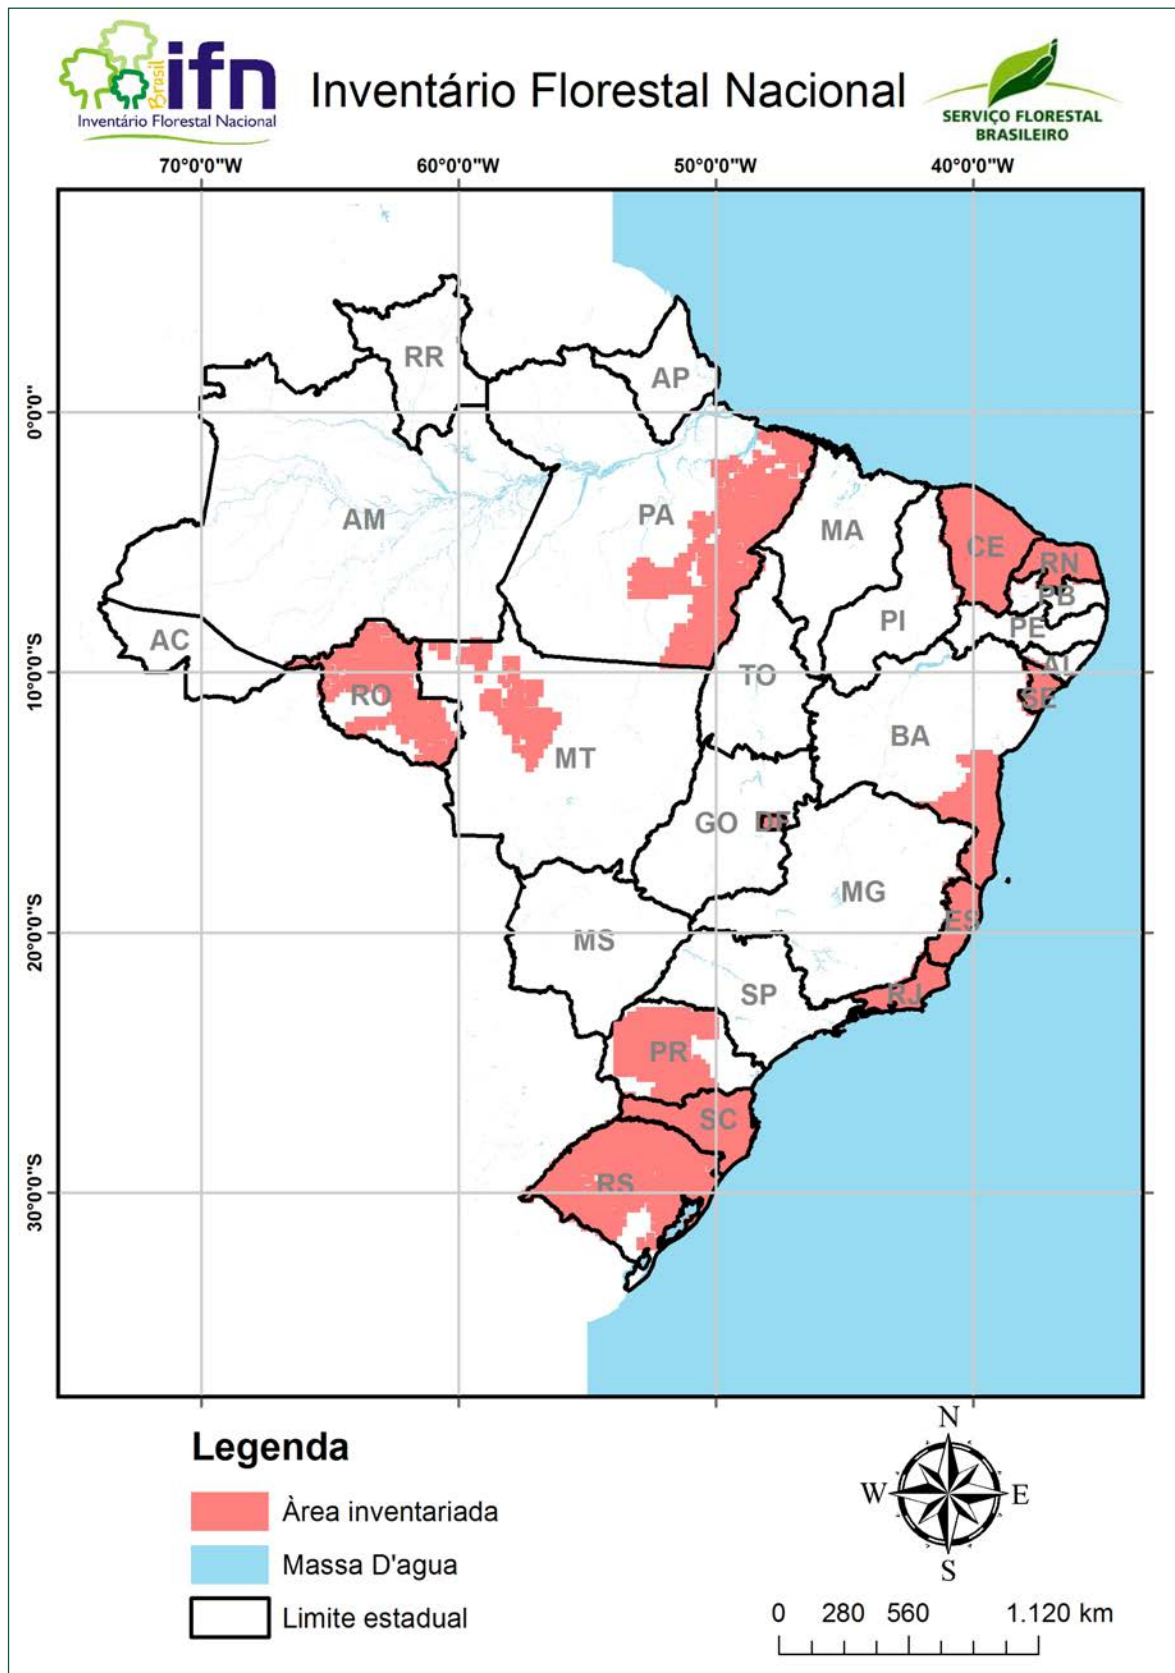 Brasil
ifn
Inventário Florestal Nacional
Inventário Florestal Nacional
SERVIÇO FLORESTAL
BRASILEIRO
70°0'0"W 60°0'0"W 50°0'0"W 40°0'0"W
0°0'0"
10°0'0"S
20°0'0"S
30°0'0"S
RR
AP
AM
PA
MA
CE
RN
PB
PI
PE
AC
AL
TO
RO
SE
BA
MT
GO
DF
MG
ES
MS
SP
RJ
PR
SC
RS
Legenda
Àrea inventariada
Massa D'agua
Limite estadual
N
W E
S
0 280 560 1.120 km